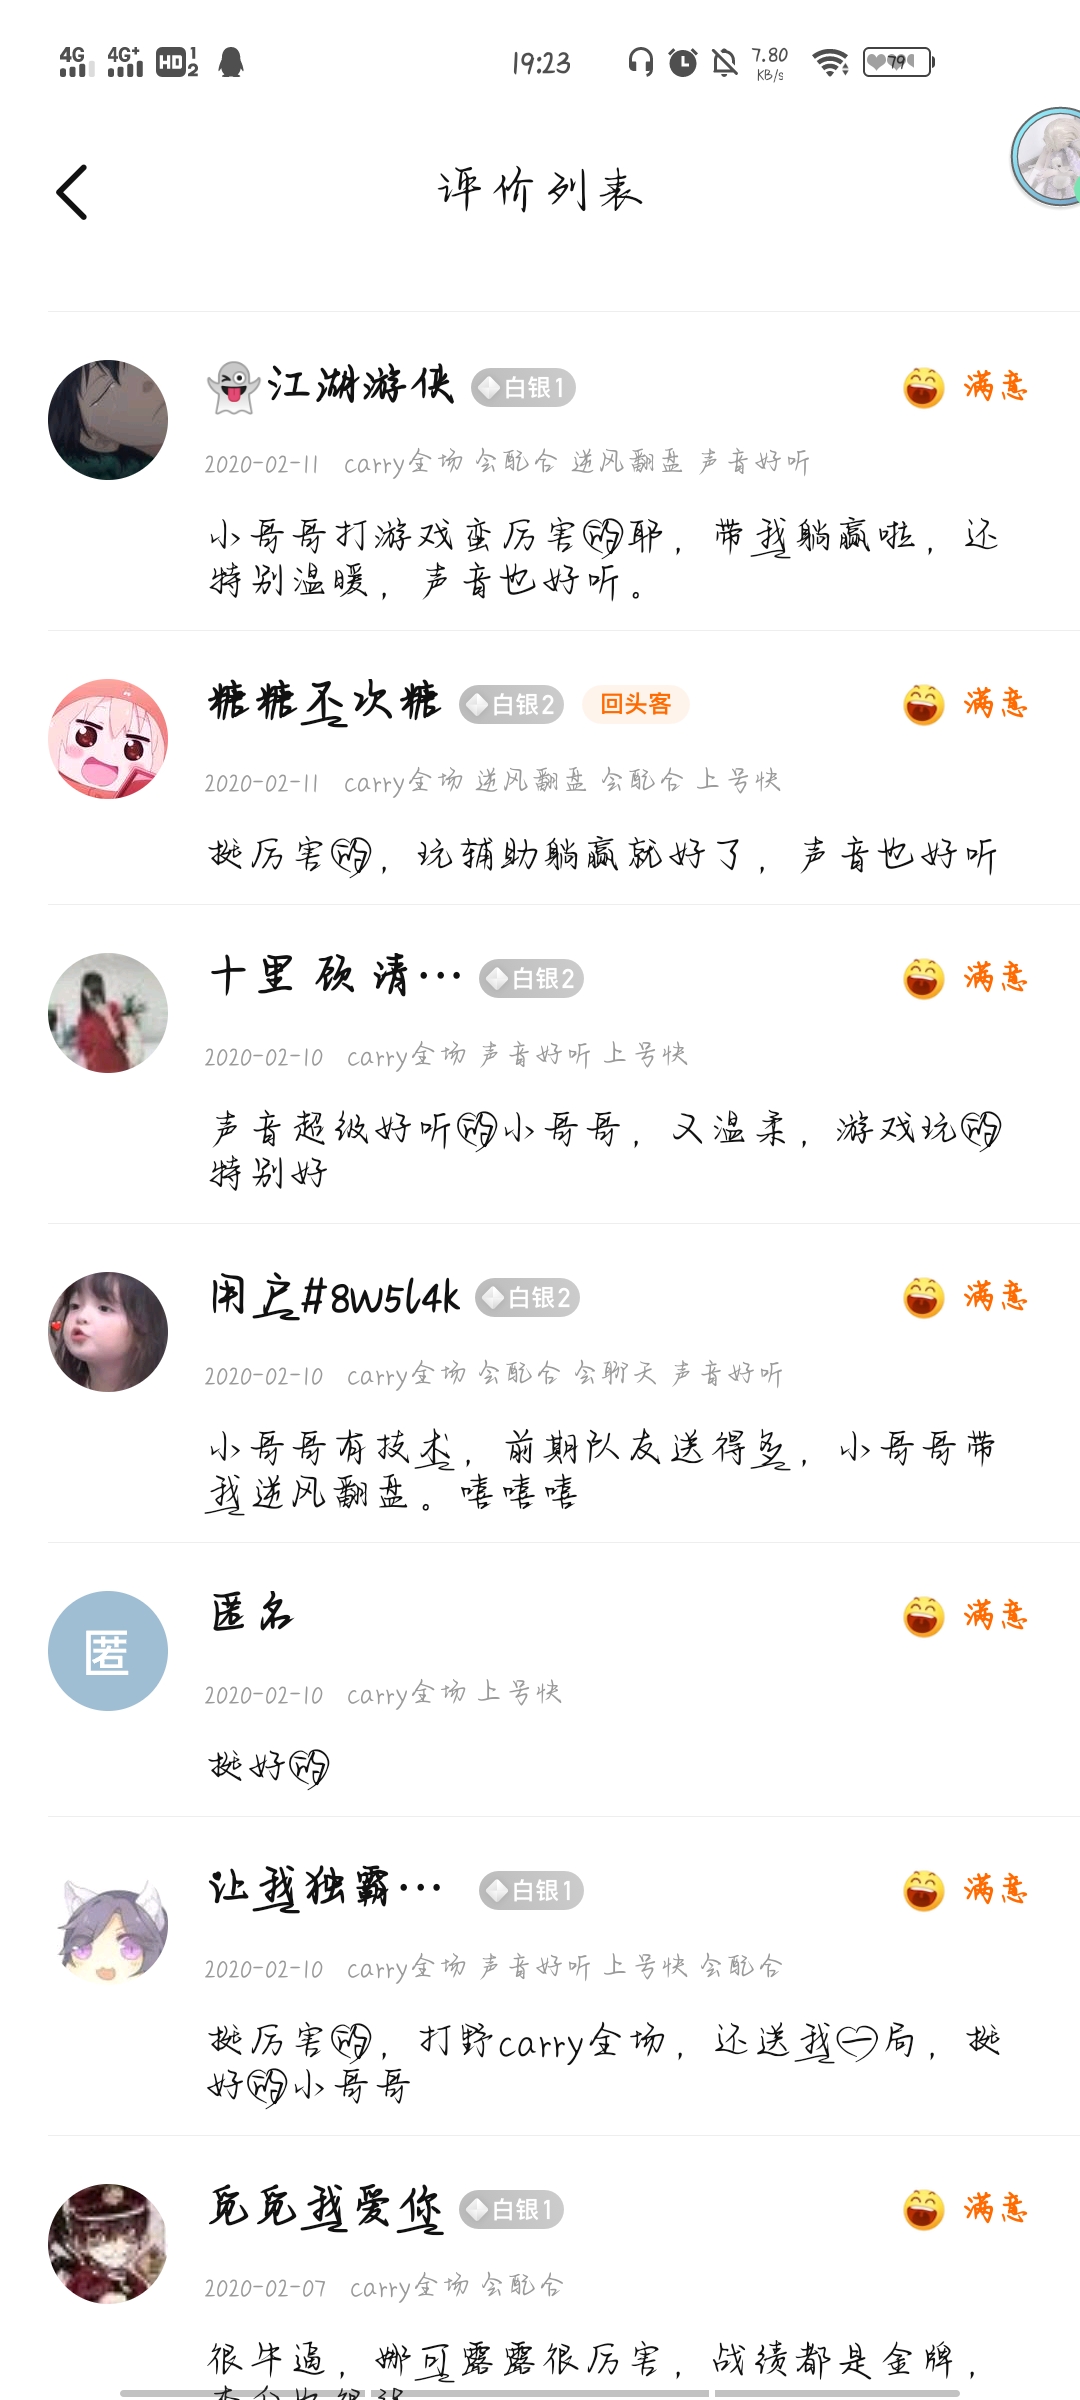 4G 4G+ HD 1 2 19:23 7.80 KB/s 79
评价列表
👻江湖游侠 白银1 满意
2020-02-11 carry全场 会配合 逆风翻盘 声音好听
小哥哥打游戏蛮厉害的耶，带我躺赢啦，还
特别温暖，声音也好听。
糖糖不次糖 白银2 回头客 满意
2020-02-11 carry全场 逆风翻盘 会配合 上号快
挺厉害的，玩辅助躺赢就好了，声音也好听
十里 顾 清… 白银2 满意
2020-02-10 carry全场 声音好听 上号快
声音超级好听的小哥哥，又温柔，游戏玩的
特别好
用户#8w5l4k 白银2 满意
2020-02-10 carry全场 会配合 会聊天 声音好听
小哥哥有技术，前期队友送得多，小哥哥带
我逆风翻盘。嘻嘻嘻
匿
匿名 满意
2020-02-10 carry全场 上号快
挺好的
让我独霸… 白银1 满意
2020-02-10 carry全场 声音好听 上号快 会配合
挺厉害的，打野carry全场，还送我一局，挺
好的小哥哥
觅觅我爱你 白银1 满意
2020-02-07 carry全场 会配合
很牛逼，娜可露露很厉害，战绩都是金牌，